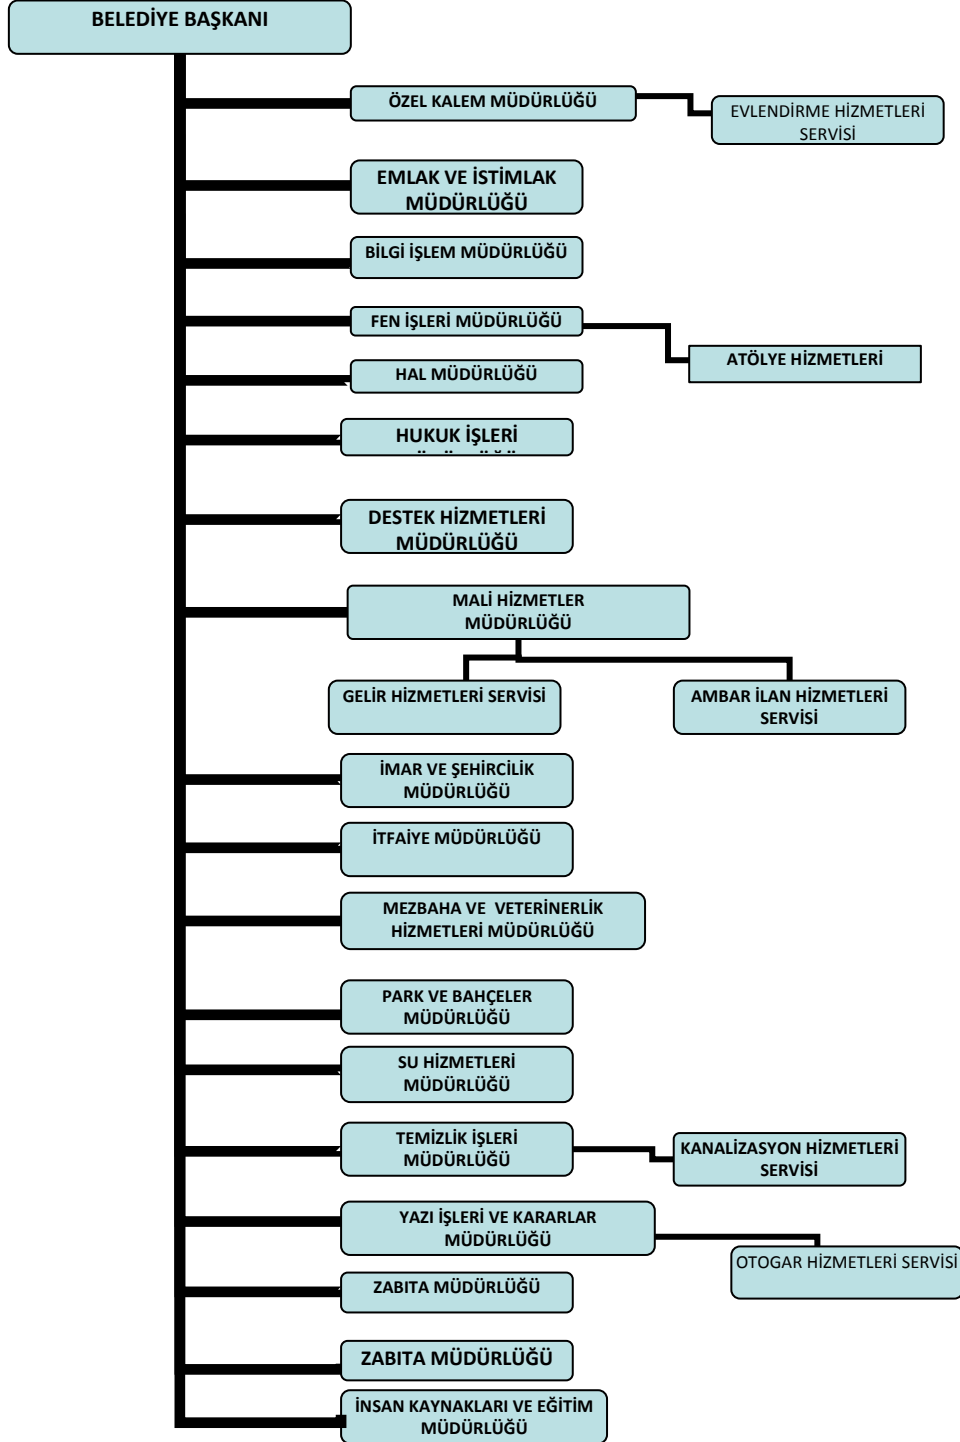 BELEDİYE BAŞKANI
ÖZEL KALEM MÜDÜRLÜĞÜ
EVLENDİRME HİZMETLERİ
SERVİSİ
EMLAK VE İSTİMLAK
MÜDÜRLÜĞÜ
BİLGİ İŞLEM MÜDÜRLÜĞÜ
FEN İŞLERİ MÜDÜRLÜĞÜ
ATÖLYE HİZMETLERİ
HAL MÜDÜRLÜĞÜ
HUKUK İŞLERİ
DESTEK HİZMETLERİ
MÜDÜRLÜĞÜ
MALİ HİZMETLER
MÜDÜRLÜĞÜ
GELİR HİZMETLERİ SERVİSİ
AMBAR İLAN HİZMETLERİ
SERVİSİ
İMAR VE ŞEHİRCİLİK
MÜDÜRLÜĞÜ
İTFAİYE MÜDÜRLÜĞÜ
MEZBAHA VE VETERİNERLİK
HİZMETLERİ MÜDÜRLÜĞÜ
PARK VE BAHÇELER
MÜDÜRLÜĞÜ
SU HİZMETLERİ
MÜDÜRLÜĞÜ
TEMİZLİK İŞLERİ
MÜDÜRLÜĞÜ
KANALİZASYON HİZMETLERİ
SERVİSİ
YAZI İŞLERİ VE KARARLAR
MÜDÜRLÜĞÜ
OTOGAR HİZMETLERİ SERVİSİ
ZABITA MÜDÜRLÜĞÜ
ZABITA MÜDÜRLÜĞÜ
İNSAN KAYNAKLARI VE EĞİTİM
MÜDÜRLÜĞÜ